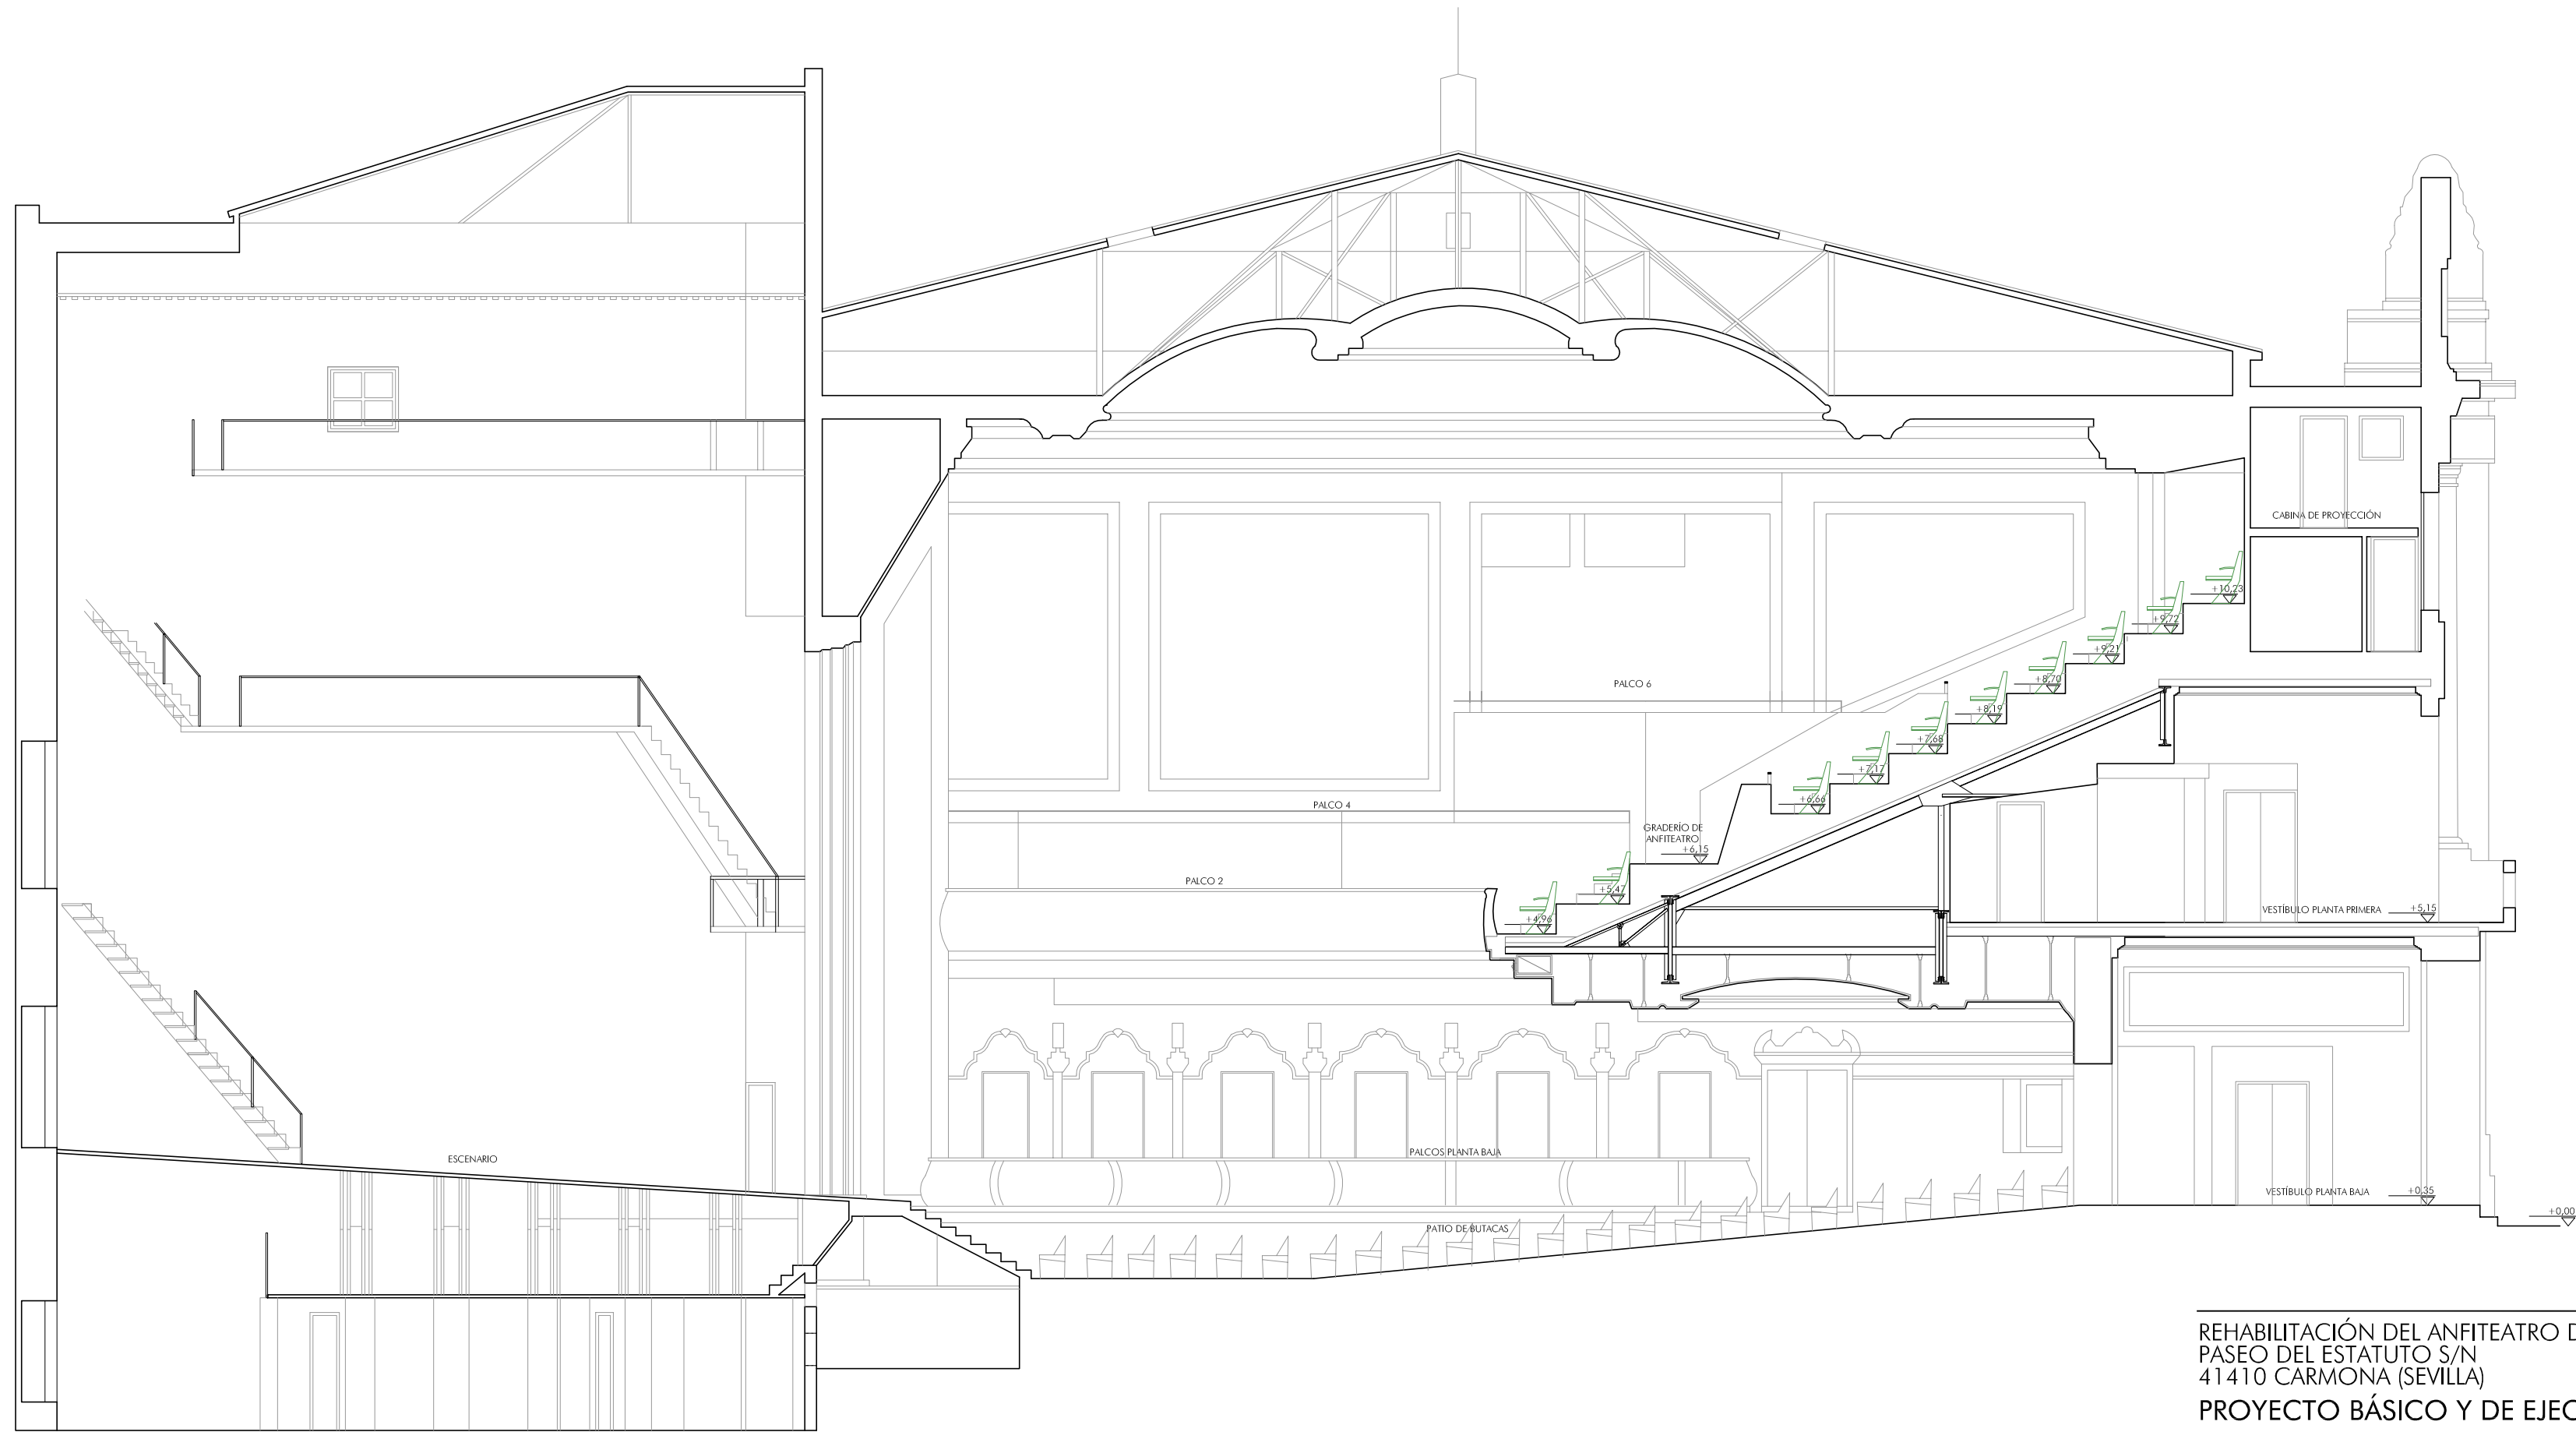 CABINA DE PROYECCIÓN
+10,23
+9,72
+9,21
+8,70
PALCO 6
+8,19
+7,68
+7,17
+6,66
PALCO 4
GRADERÍO DE
ANFITEATRO
+6,15
PALCO 2
+5,47
+4,96
VESTÍBULO PLANTA PRIMERA +5,15
PALCOS PLANTA BAJA
ESCENARIO
VESTÍBULO PLANTA BAJA +0,35
+0,00
PATIO DE BUTACAS
REHABILITACIÓN DEL ANFITEATRO D
PASEO DEL ESTATUTO S/N
41410 CARMONA (SEVILLA)
PROYECTO BÁSICO Y DE EJEC